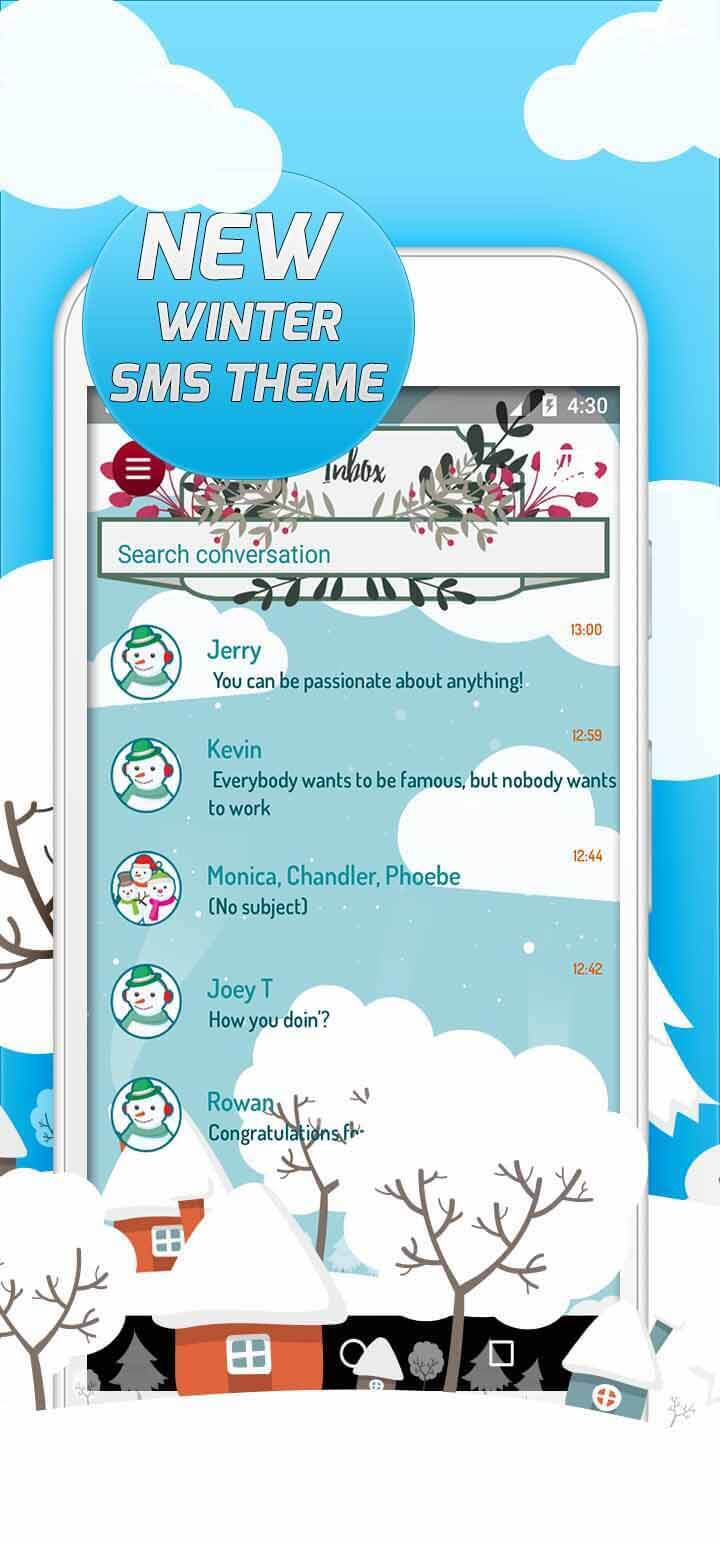 NEW
WINTER
SMS THEME
4:30
Inbox
Search conversation
13:00
Jerry
You can be passionate about anything!
12:59
Kevin
Everybody wants to be famous, but nobody wants
to work
12:44
Monica, Chandler, Phoebe
(No subject)
12:42
Joey T
How you doin'?
Rowan
Congratulations